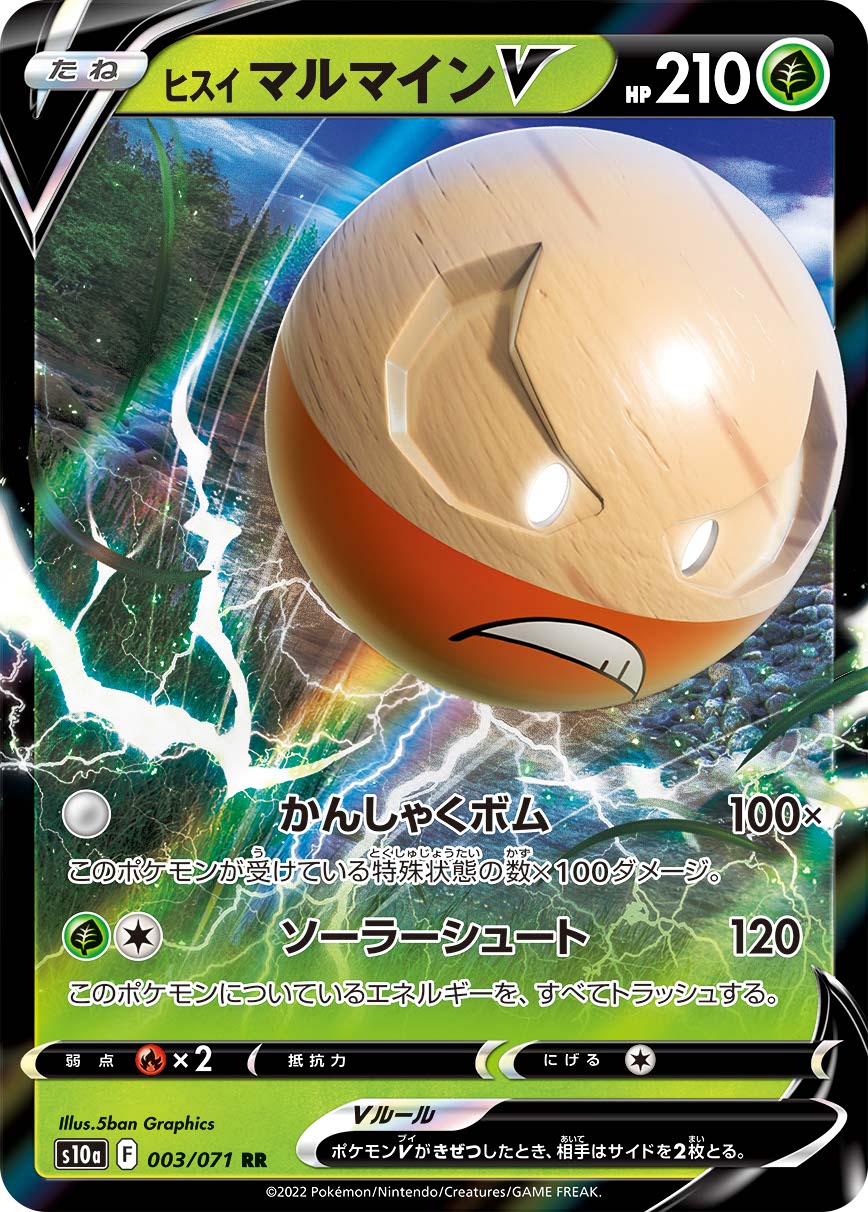 たね
ヒスイ マルマインV
HP 210
かんしゃくボム 100×
このポケモンが受けている特殊状態の数×100ダメージ。
ソーラーシュート 120
このポケモンについているエネルギーを、すべてトラッシュする。
弱点 ×2 抵抗力 にげる
Illus.5ban Graphics
Vルール
ポケモンVがきぜつしたとき、相手はサイドを2枚とる。
s10a F 003/071 RR
©2022 Pokémon/Nintendo/Creatures/GAME FREAK.